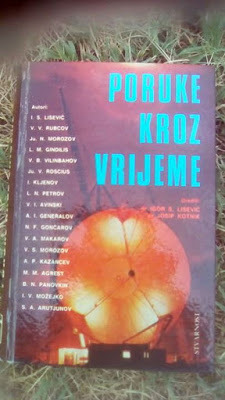 PORUKE
KROZ
VRIJEME
Autori:
I S. LISEVIĆ
V. V. RUBCOV
Ju. N. MOROZOV
L. M. GINDILIS
V. B. VILINBAHOV
Ju. V. ROSCIUS
I. KLJENOV
L. N. PETROV
V. I. AVINSKI
A. I. GENERALOV
N. F. GONČAROV
V. A. MAKAROV
V. S. MOROZOV
A. P. KAZANCEV
M. M. AGREST
B. N. PANOVKIN
I. V. MOŽEJKO
S. A. ARUTJUNOV
IGOR S. LISEVIĆ
JOSIP KOTNIK
STVARNOST